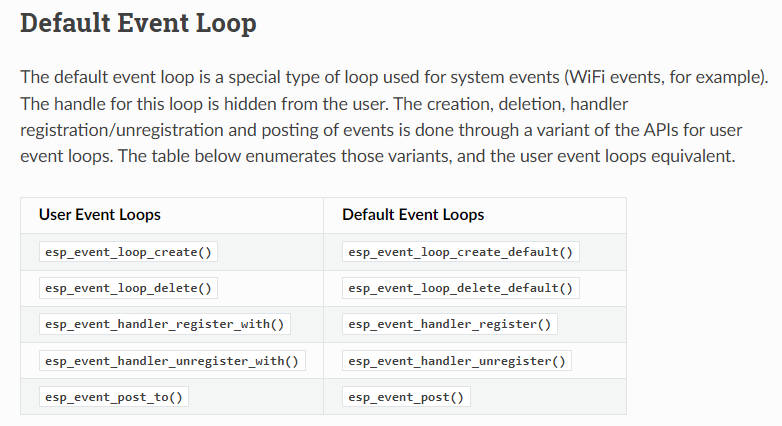 Default Event Loop
The default event loop is a special type of loop used for system events (WiFi events, for example).
The handle for this loop is hidden from the user. The creation, deletion, handler
registration/unregistration and posting of events is done through a variant of the APIs for user
event loops. The table below enumerates those variants, and the user event loops equivalent.
User Event Loops Default Event Loops
esp_event_loop_create() esp_event_loop_create_default()
esp_event_loop_delete() esp_event_loop_delete_default()
esp_event_handler_register_with() esp_event_handler_register()
esp_event_handler_unregister_with() esp_event_handler_unregister()
esp_event_post_to() esp_event_post()